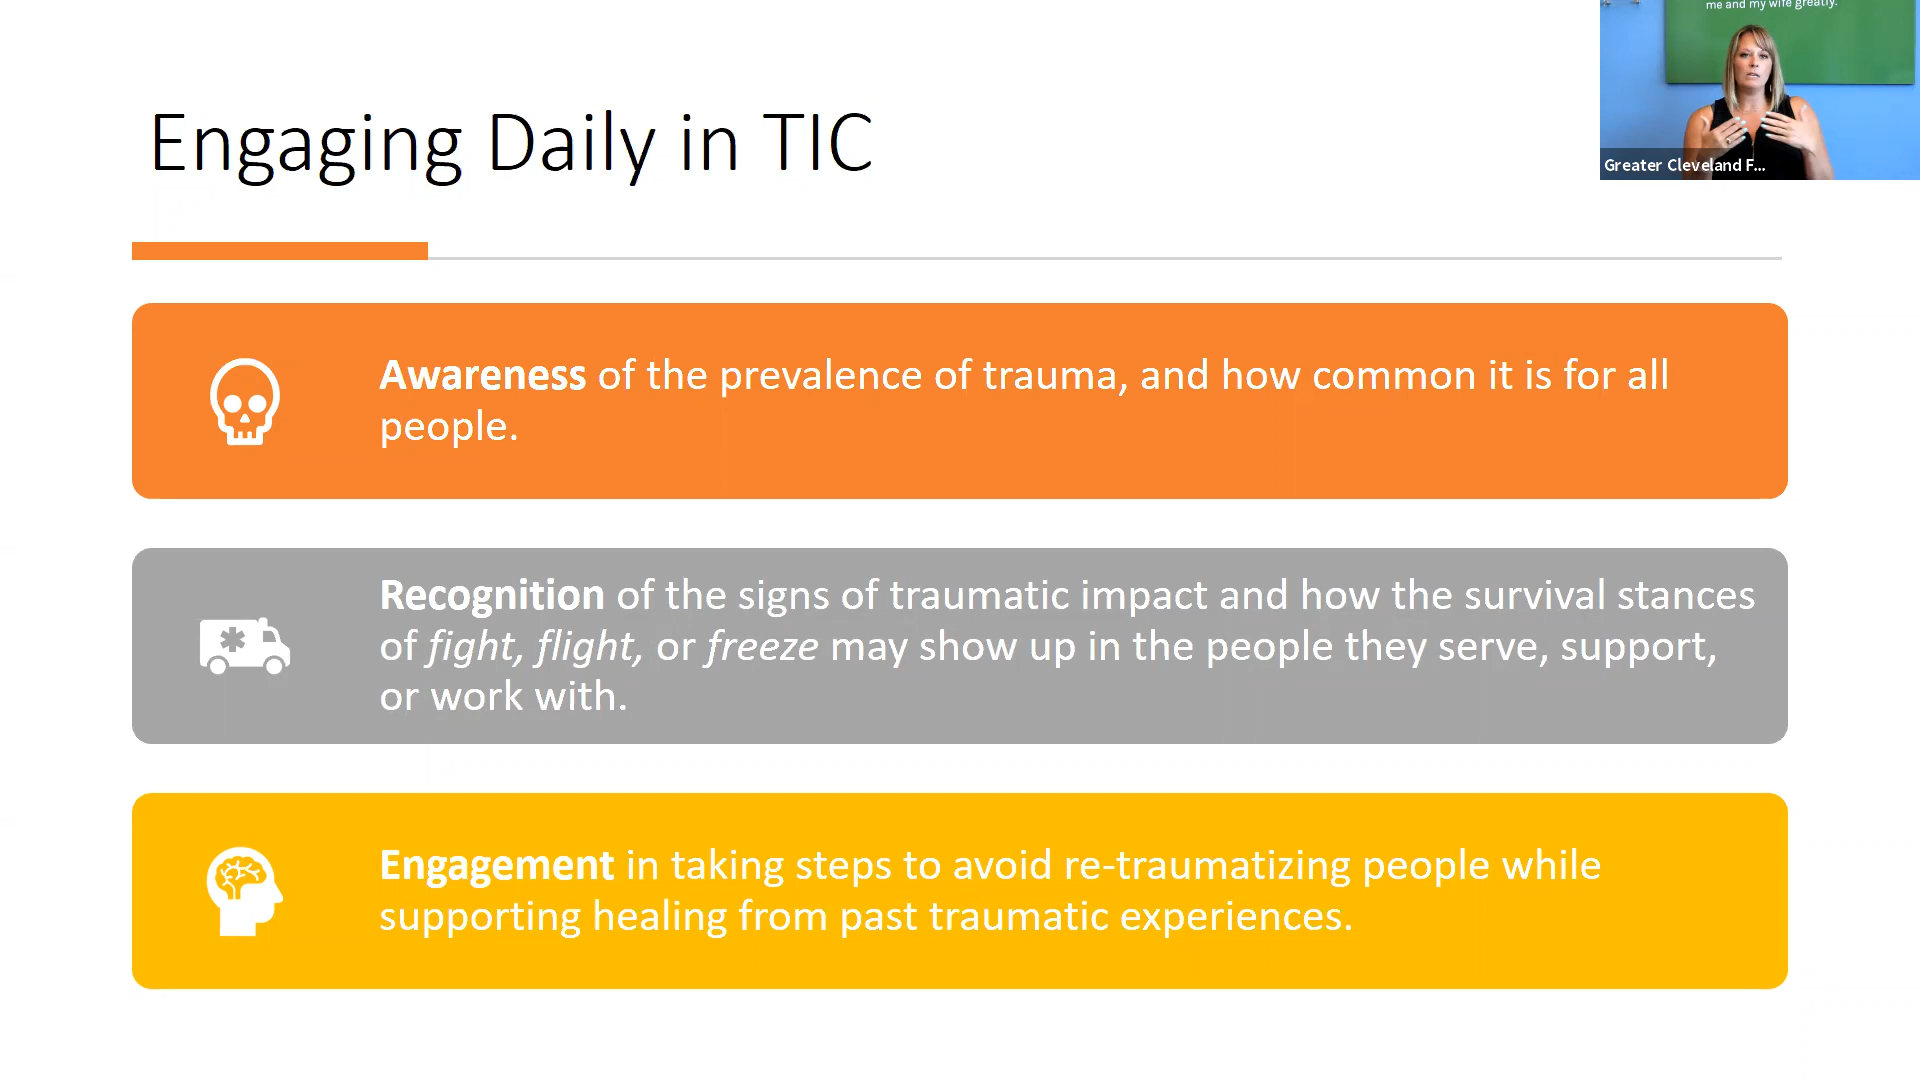 me and my wife greatly.
Greater Cleveland F...
Engaging Daily in TIC
Awareness of the prevalence of trauma, and how common it is for all
people.
Recognition of the signs of traumatic impact and how the survival stances
of fight, flight, or freeze may show up in the people they serve, support,
or work with.
Engagement in taking steps to avoid re-traumatizing people while
supporting healing from past traumatic experiences.